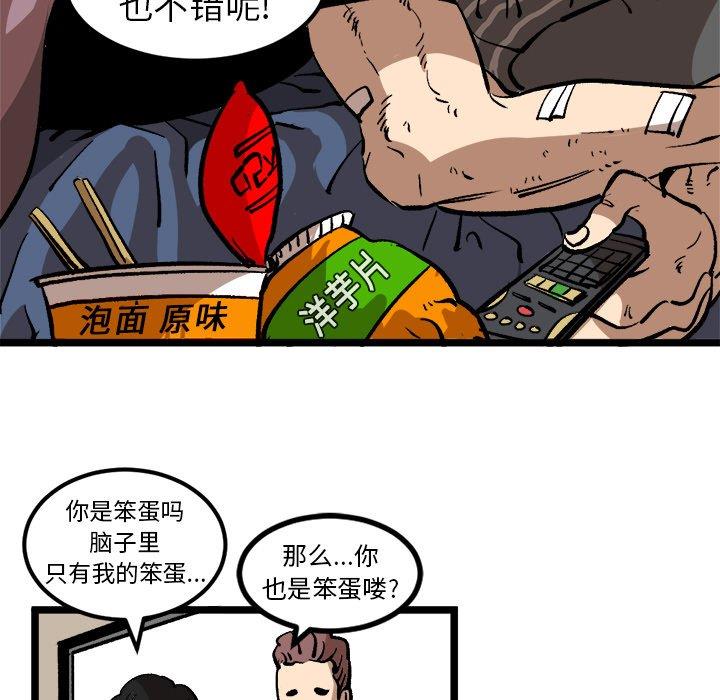 也不错呢!
泡面 原味
洋芋片
你是笨蛋吗
脑子里
只有我的笨蛋...
那么...你
也是笨蛋喽?